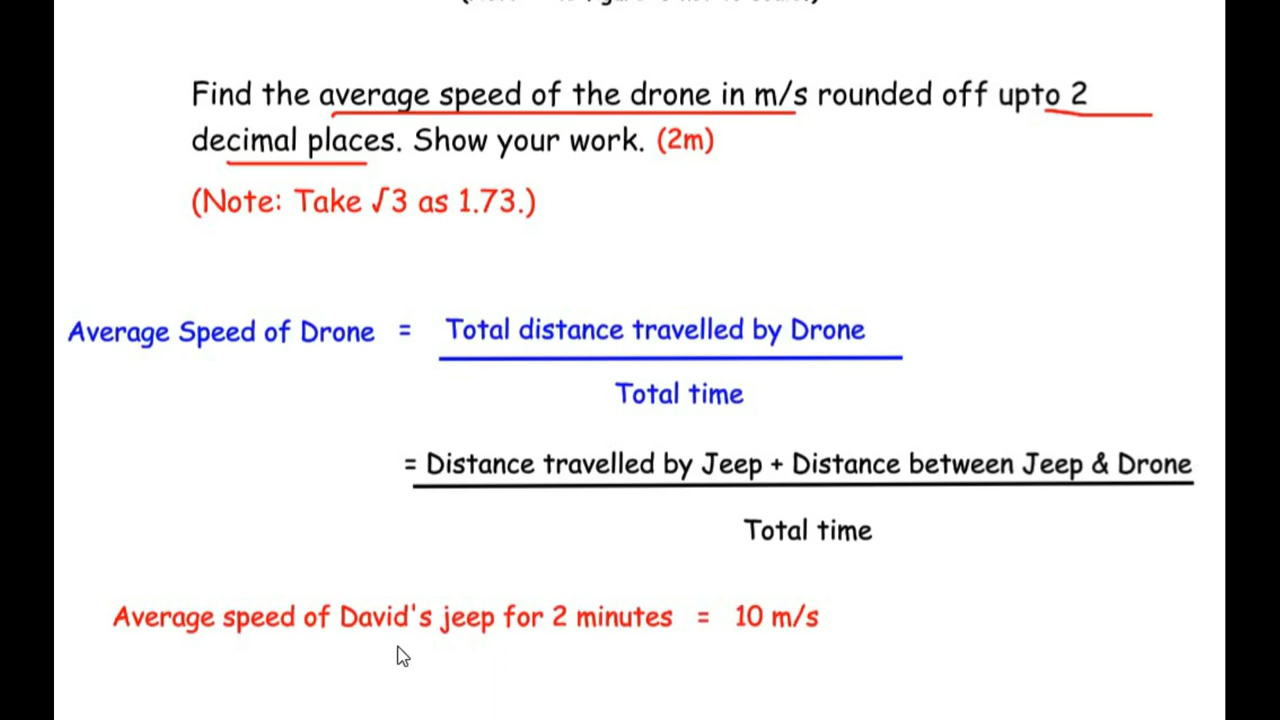 Find the average speed of the drone in m/s rounded off upto 2
decimal places. Show your work. (2m)
(Note: Take √3 as 1.73.)
Average Speed of Drone = Total distance travelled by Drone
Total time
= Distance travelled by Jeep + Distance between Jeep & Drone
Total time
Average speed of David's jeep for 2 minutes = 10 m/s